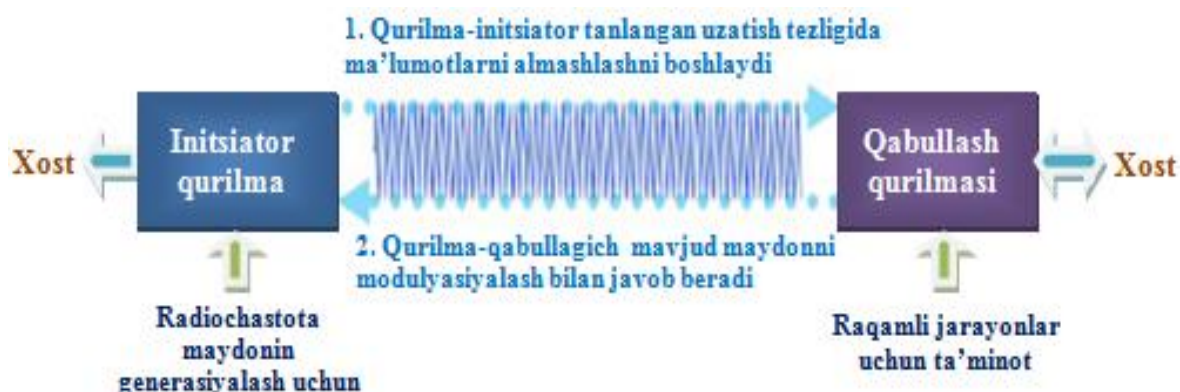 1. Qurilma-initsiator tanlangan uzatish tezligida
ma’lumotlarni almashlashni boshlaydi
Xost
Initsiator
qurilma
Qabullash
qurilmasi
Xost
2. Qurilma-qabullagich mavjud maydonni
modulyasiyalash bilan javob beradi
Radiochastota
maydonin
generasiyalash uchun
Raqamli jarayonlar
uchun ta’minot